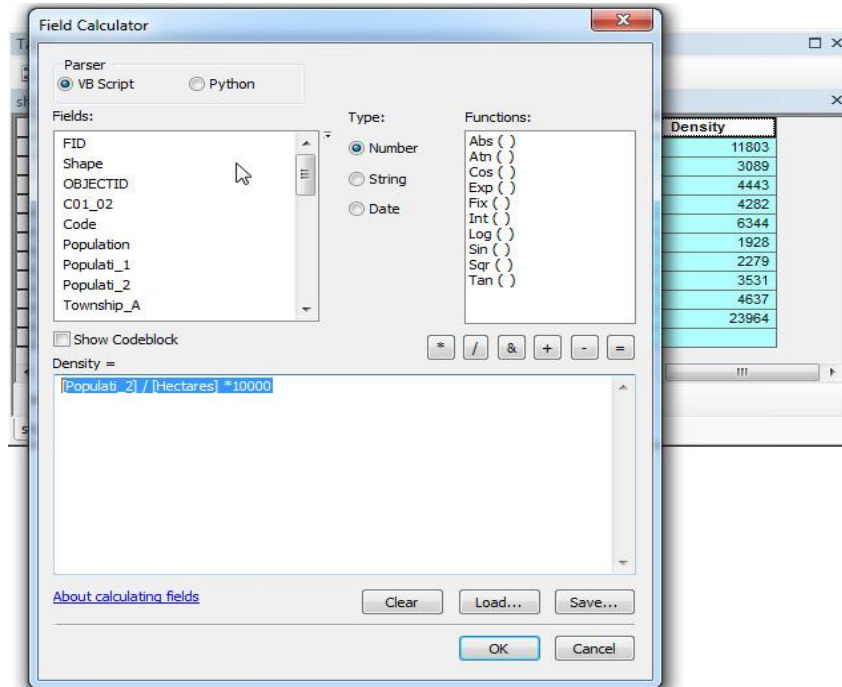 Field Calculator
Parser
VB Script Python
Fields:
FID
Shape
OBJECTID
C01_02
Code
Population
Populati_1
Populati_2
Township_A
Type:
Number
String
Date
Functions:
Abs ( )
Atn ( )
Cos ( )
Exp ( )
Fix ( )
Int ( )
Log ( )
Sin ( )
Sqr ( )
Tan ( )
Show Codeblock
* / & + - =
Density =
[Populati_2] / [Hectares] *10000
About calculating fields
Clear Load... Save...
OK Cancel
Density
11803
3089
4443
4282
6344
1928
2279
3531
4637
23964